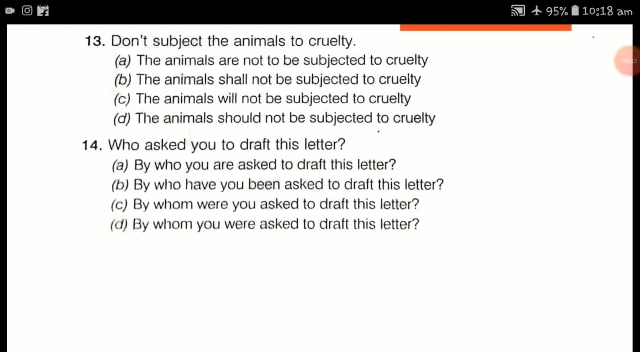 95% 10:18 am
13. Don't subject the animals to cruelty.
(a) The animals are not to be subjected to cruelty
(b) The animals shall not be subjected to cruelty
(c) The animals will not be subjected to cruelty
(d) The animals should not be subjected to cruelty
14. Who asked you to draft this letter?
(a) By who you are asked to draft this letter?
(b) By who have you been asked to draft this letter?
(c) By whom were you asked to draft this letter?
(d) By whom you were asked to draft this letter?